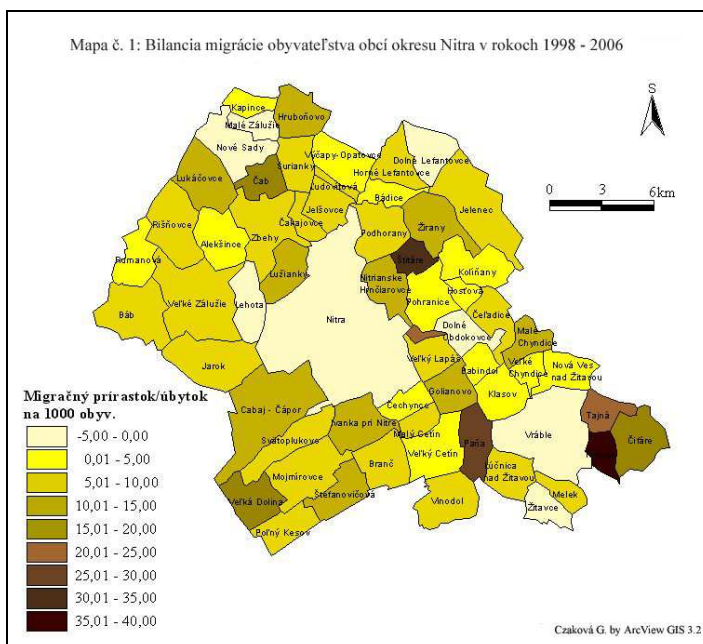 Mapa č. 1: Bilancia migrácie obyvateľstva obcí okresu Nitra v rokoch 1998 - 2006
Kapince
Hruboňovo
Malé Zálužie
Nové Sady
Výčapy-Opatovce
Dolné Lefantovce
Šurianky
Horné Lefantovce
Lukáčovce
Čab
Ľudovítová
Jelenec
Bádice
Jelšovce
Rišňovce
Čakajovce
Zbehy
Podhorany
Žirany
Alekšince
Rumanová
Štitáre
Kolíňany
Lužianky
Nitrianske
Hrnčiarovce
Hosťová
Pohranice
Lehota
Veľké Zálužie
Čeľadice
Báb
Nitra
Dolné
Obdokovce
Malé
Chyndice
Veľký Lapáš
Veľké
Chyndice
Nová Ves
nad Žitavou
Jarok
Babindol
Golianovo
Klasov
Cabaj - Čápor
Čechynce
Tajná
Ivanka pri Nitre
Vráble
Čifáre
Svätoplukovo
Malý Cetín
Paňa
Branč
Veľký Cetín
Lúčnica
nad Žitavou
Mojmírovce
Melek
Veľká Dolina
Štefanovičová
Vinodol
Žitavce
Poľný Kesov
0 3 6km
Migračný prírastok/úbytok
na 1000 obyv.
-5,00 - 0,00
0,01 - 5,00
5,01 - 10,00
10,01 - 15,00
15,01 - 20,00
20,01 - 25,00
25,01 - 30,00
30,01 - 35,00
35,01 - 40,00
Czaková G. by ArcView GIS 3.2